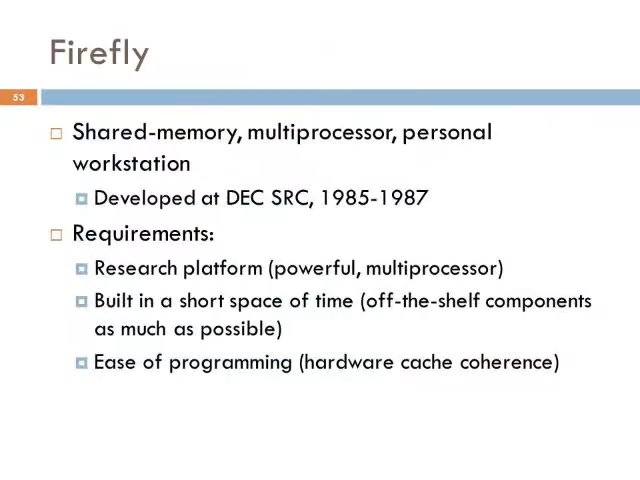 Firefly
53
Shared-memory, multiprocessor, personal
workstation
Developed at DEC SRC, 1985-1987
Requirements:
Research platform (powerful, multiprocessor)
Built in a short space of time (off-the-shelf components
as much as possible)
Ease of programming (hardware cache coherence)